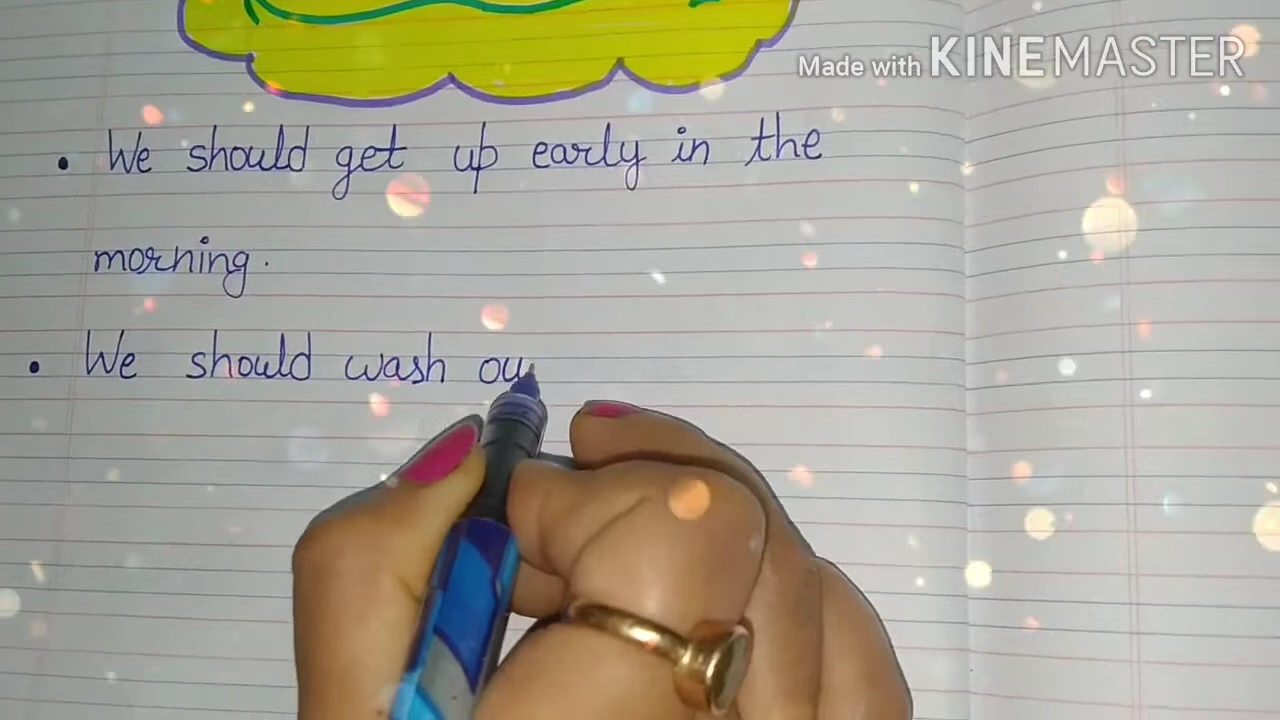 Made with KINEMASTER
• We should get up early in the
morning.
• We should wash ou